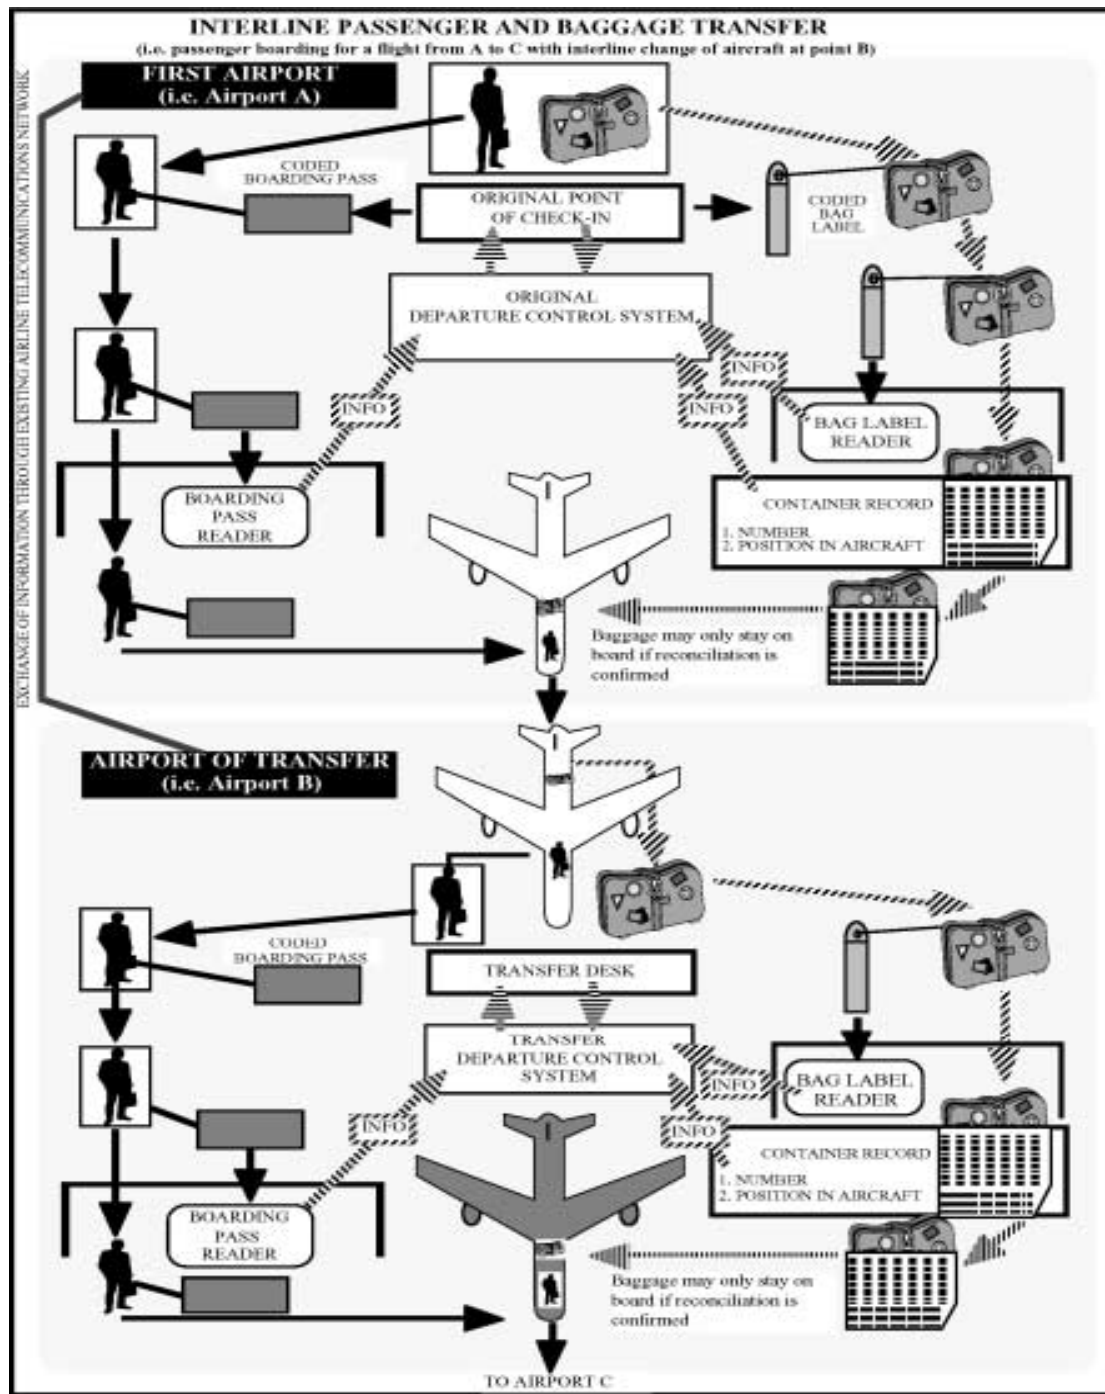 INTERLINE PASSENGER AND BAGGAGE TRANSFER
(i.e. passenger boarding for a flight from A to C with interline change of aircraft at point B)
EXCHANGE OF INFORMATION THROUGH EXISTING AIRLINE TELECOMMUNICATIONS NETWORK
FIRST AIRPORT
(i.e. Airport A)
CODED
BOARDING PASS
ORIGINAL POINT
OF CHECK-IN
CODED
BAG
LABEL
ORIGINAL
DEPARTURE CONTROL SYSTEM
INFO
INFO
INFO
BAG LABEL
READER
BOARDING
PASS
READER
CONTAINER RECORD
1. NUMBER
2. POSITION IN AIRCRAFT
Baggage may only stay on
board if reconciliation is
confirmed
AIRPORT OF TRANSFER
(i.e. Airport B)
CODED
BOARDING PASS
TRANSFER DESK
TRANSFER
DEPARTURE CONTROL
SYSTEM
INFO
INFO
INFO
BAG LABEL
READER
CONTAINER RECORD
1. NUMBER
2. POSITION IN AIRCRAFT
BOARDING
PASS
READER
Baggage may only stay on
board if reconciliation is
confirmed
TO AIRPORT C